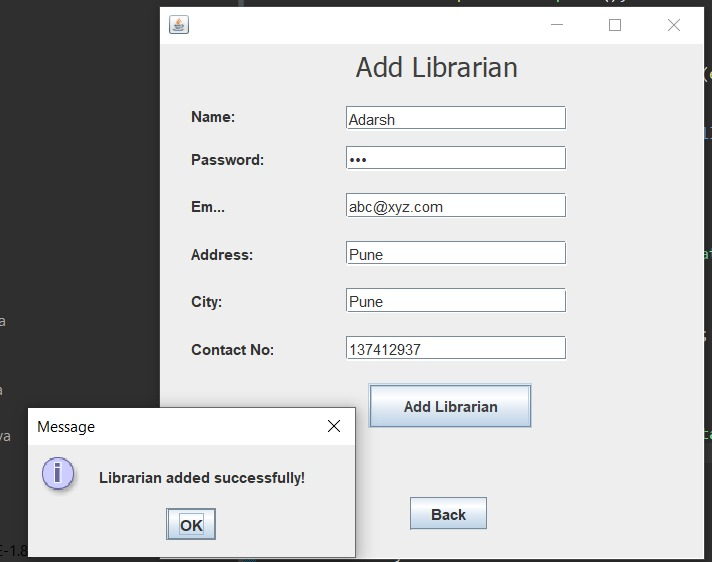 Add Librarian
Name:
Adarsh
Password:
•••
Em...
abc@xyz.com
Address:
Pune
City:
Pune
Contact No:
137412937
Add Librarian
Back
Message
Librarian added successfully!
OK